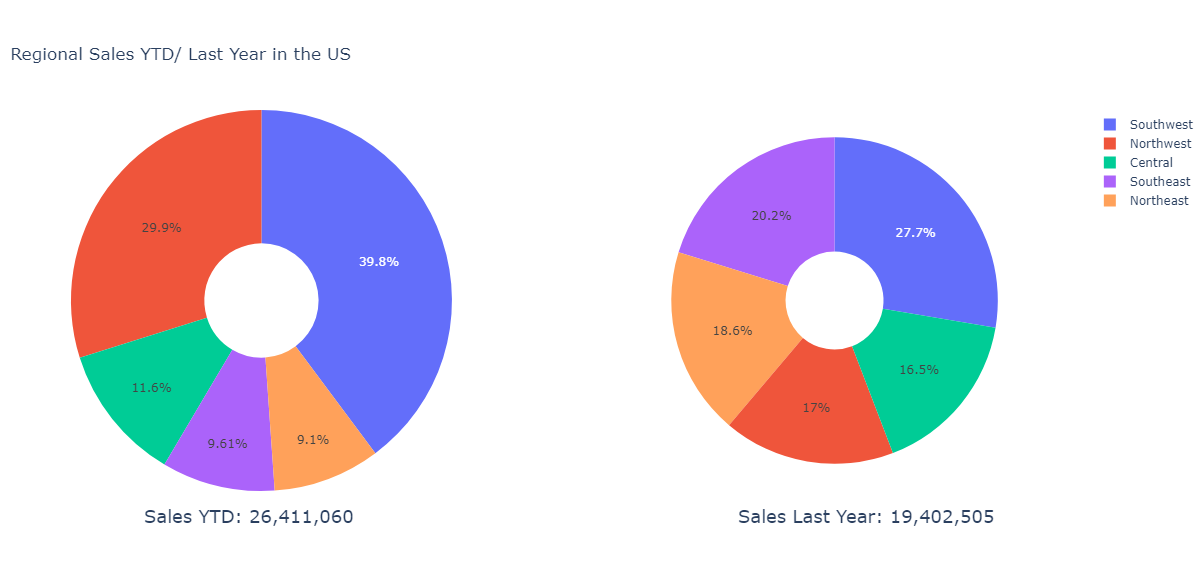 Regional Sales YTD/ Last Year in the US
39.8%
29.9%
11.6%
9.61%
9.1%
Sales YTD: 26,411,060
27.7%
20.2%
18.6%
17%
16.5%
Sales Last Year: 19,402,505
Southwest
Northwest
Central
Southeast
Northeast